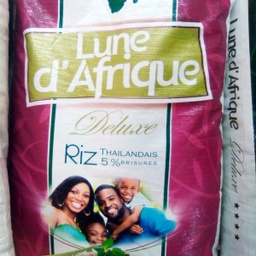 Lune
d'Afrique
Deluxe
Riz THAILANDAIS
5% BRISURES
Lune d'Afrique
Deluxe